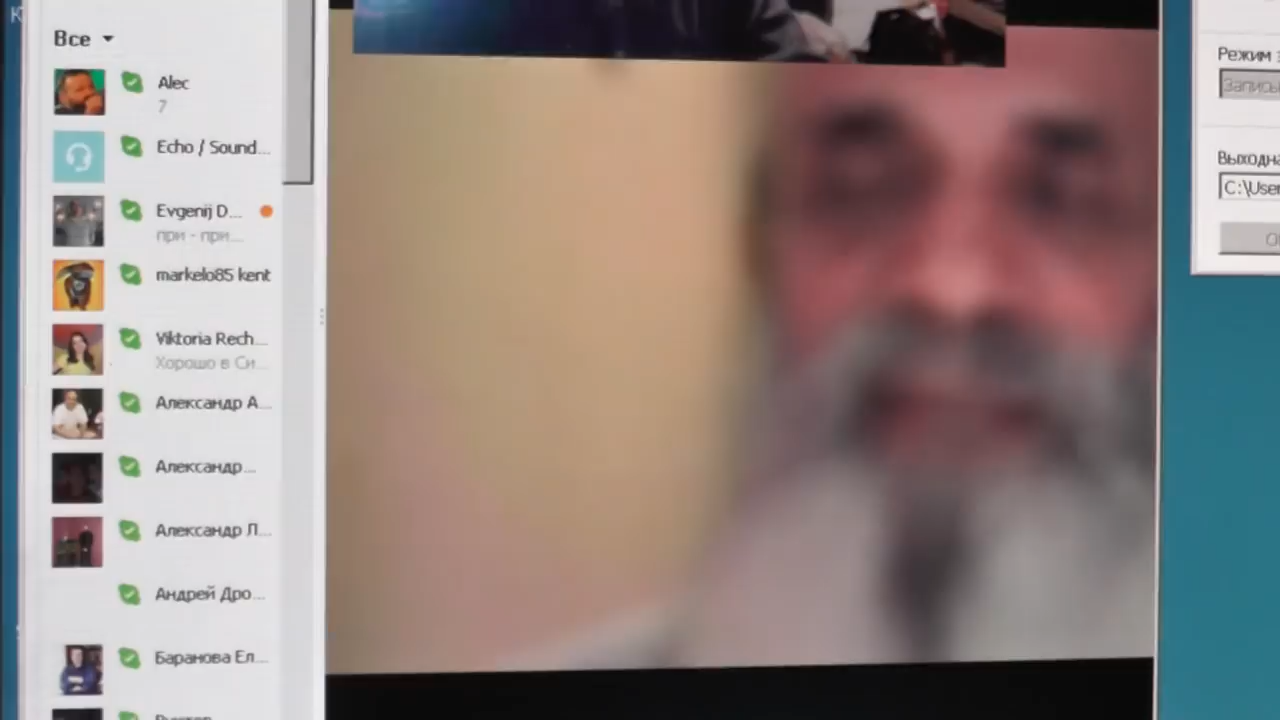 Все
Alec
7
Echo / Sound...
Evgenij D...
при - при...
markelo85 kent
Viktoria Rech...
Хорошо в Си...
Александр А...
Александр...
Александр Л...
Андрей Дро...
Баранова Ел...
Режим з
Записы
Выходна
C:\User